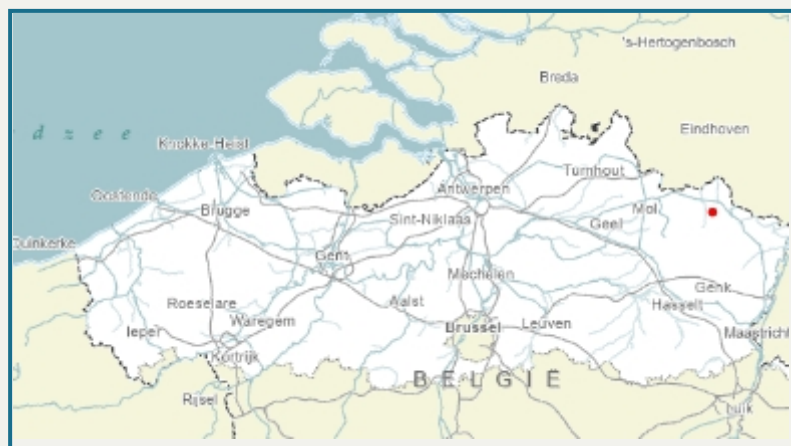 's-Hertogenbosch
Breda
Eindhoven
d z e e
Knokke-Heist
Turnhout
Oostende
Antwerpen
Mol
Brugge
Sint-Niklaas
Geel
Duinkerke
Gent
Mechelen
Genk
Roeselare
Aalst
Hasselt
Ieper
Waregem
Brussel
Leuven
Maastricht
Kortrijk
BELGIË
Rijsel
Luik